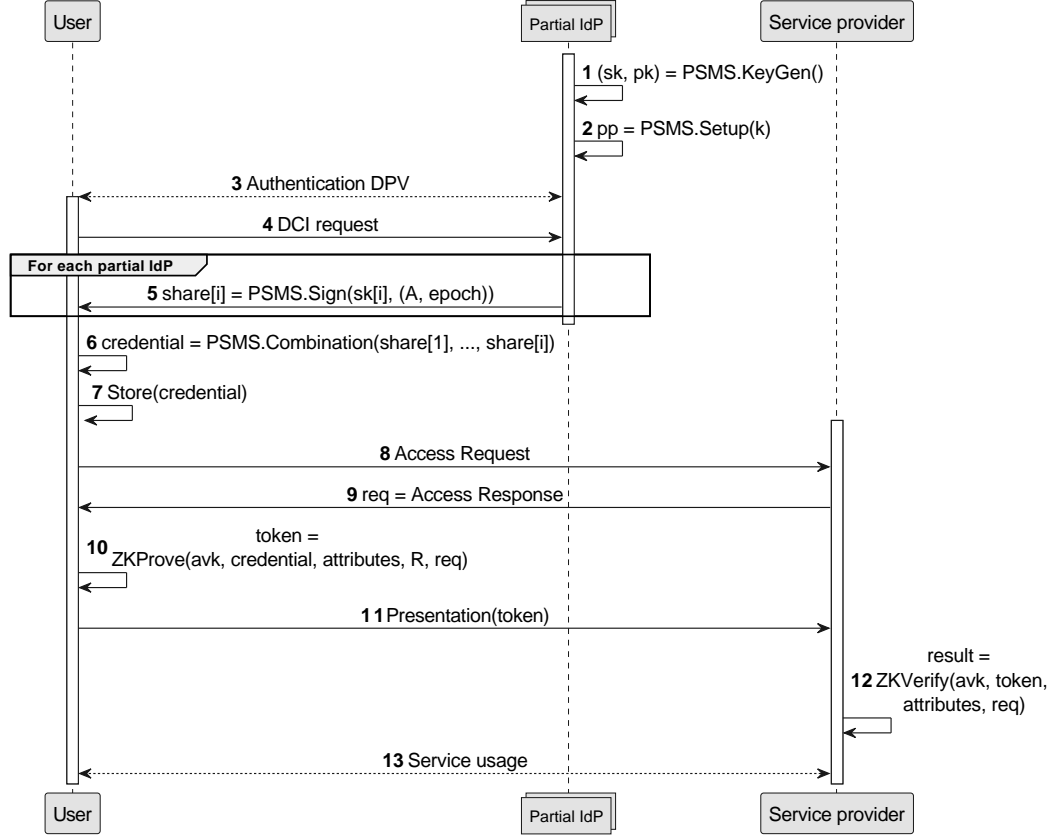 User
Partial IdP
Service provider
1 (sk, pk) = PSMS.KeyGen()
2 pp = PSMS.Setup(k)
3 Authentication DPV
4 DCI request
For each partial IdP
5 share[i] = PSMS.Sign(sk[i], (A, epoch))
6 credential = PSMS.Combination(share[1], ..., share[i])
7 Store(credential)
8 Access Request
9 req = Access Response
token =
10 ZKProve(avk, credential, attributes, R, req)
11 Presentation(token)
result =
12 ZKVerify(avk, token,
attributes, req)
13 Service usage
User
Partial IdP
Service provider